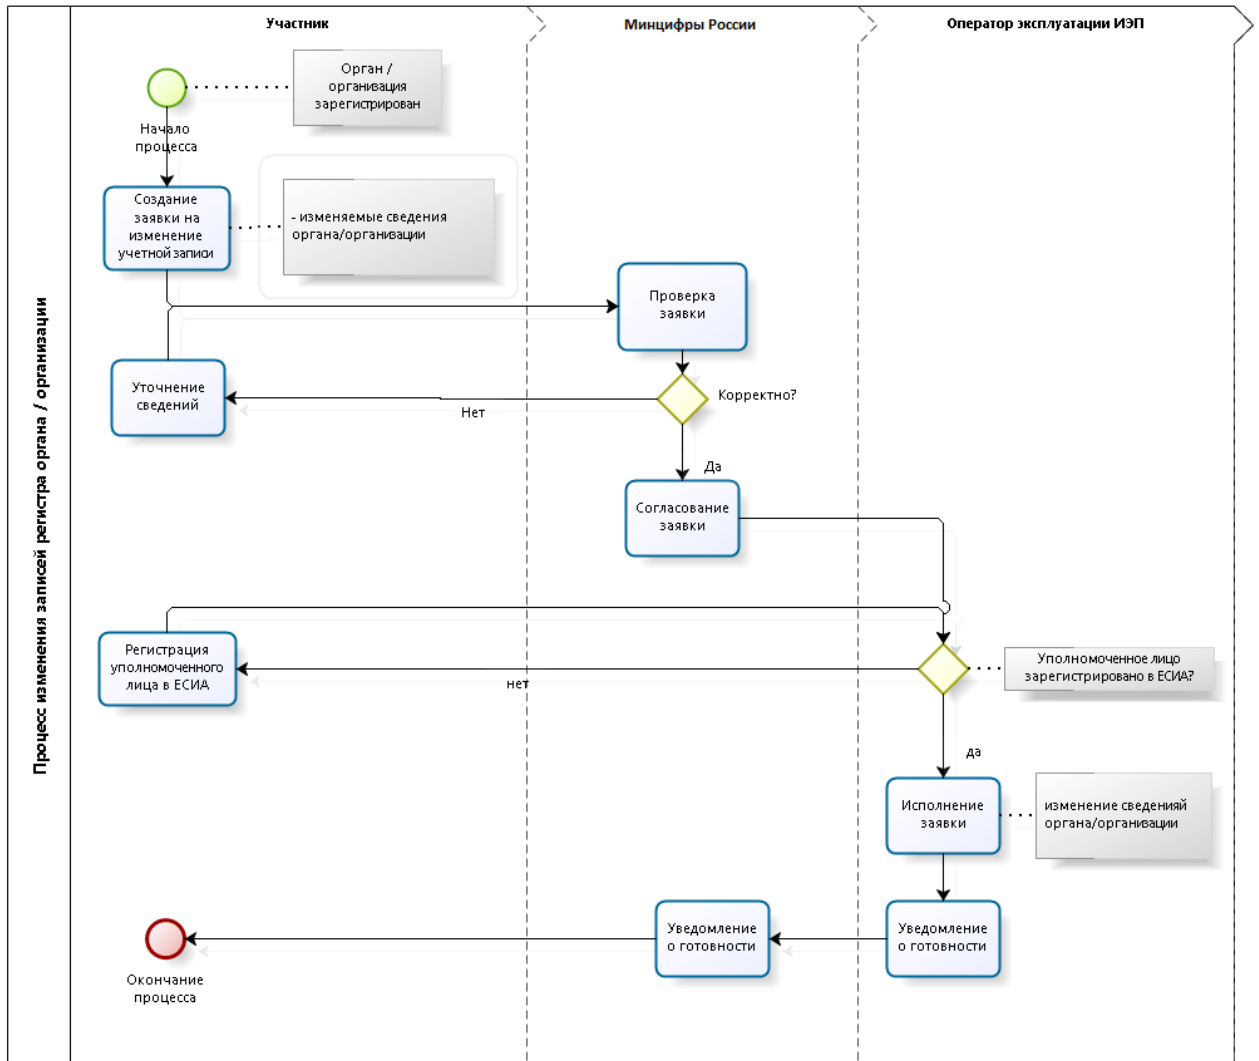 Участник
Минцифры России
Оператор эксплуатации ИЭП
Процесс изменения записей регистра органа / организации
Орган /
организация
зарегистрирован
Начало
процесса
Создание
заявки на
изменение
учетной записи
- изменяемые сведения
органа/организации
Проверка
заявки
Уточнение
сведений
Корректно?
Нет
Да
Согласование
заявки
Регистрация
уполномоченного
лица в ЕСИА
Уполномоченное лицо
зарегистрировано в ЕСИА?
нет
да
Исполнение
заявки
изменение сведенияй
органа/организации
Уведомление
о готовности
Уведомление
о готовности
Окончание
процесса